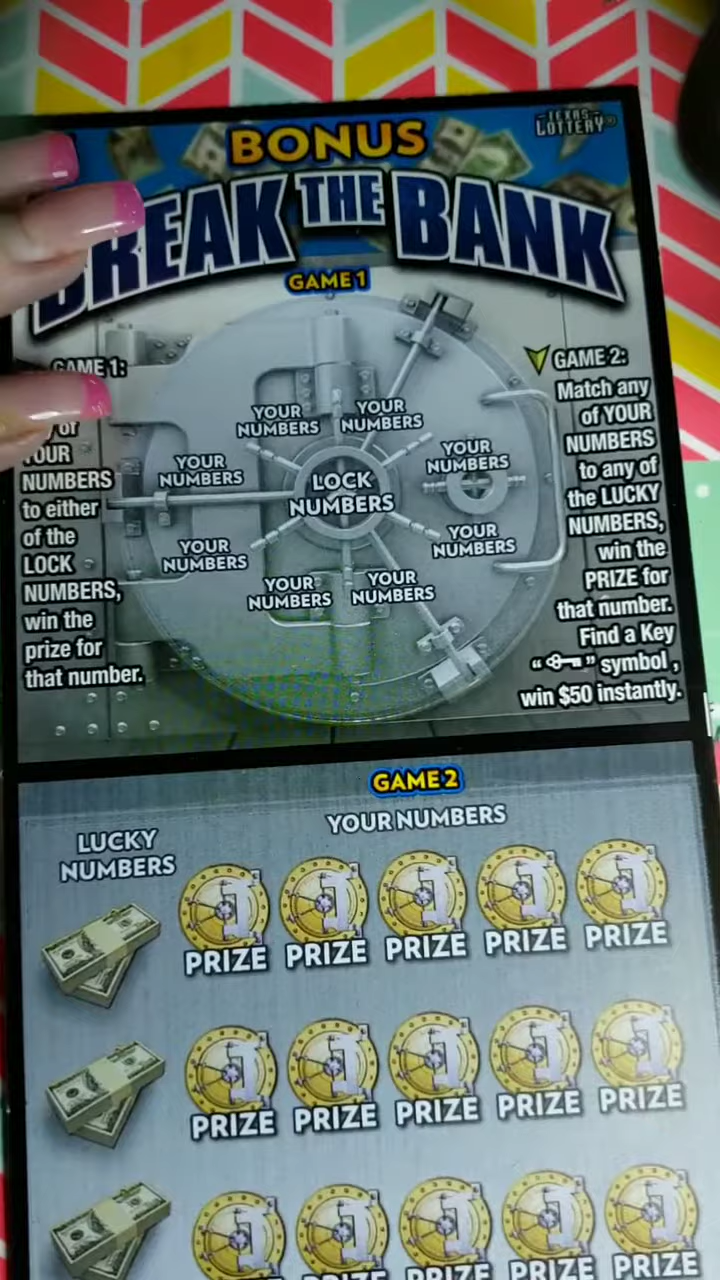 TEXAS
LOTTERY®
BONUS
BREAK THE BANK
GAME 1
GAME 1:
of
YOUR
NUMBERS
to either
of the
LOCK
NUMBERS,
win the
prize for
that number.
YOUR
NUMBERS
YOUR
NUMBERS
YOUR
NUMBERS
YOUR
NUMBERS
LOCK
NUMBERS
YOUR
NUMBERS
YOUR
NUMBERS
YOUR
NUMBERS
YOUR
NUMBERS
GAME 2:
Match any
of YOUR
NUMBERS
to any of
the LUCKY
NUMBERS,
win the
PRIZE for
that number.
Find a Key
“ ” symbol,
win $50 instantly.
GAME 2
LUCKY
NUMBERS
YOUR NUMBERS
PRIZE PRIZE PRIZE PRIZE PRIZE
PRIZE PRIZE PRIZE PRIZE PRIZE
PRIZE PRIZE PRIZE PRIZE PRIZE